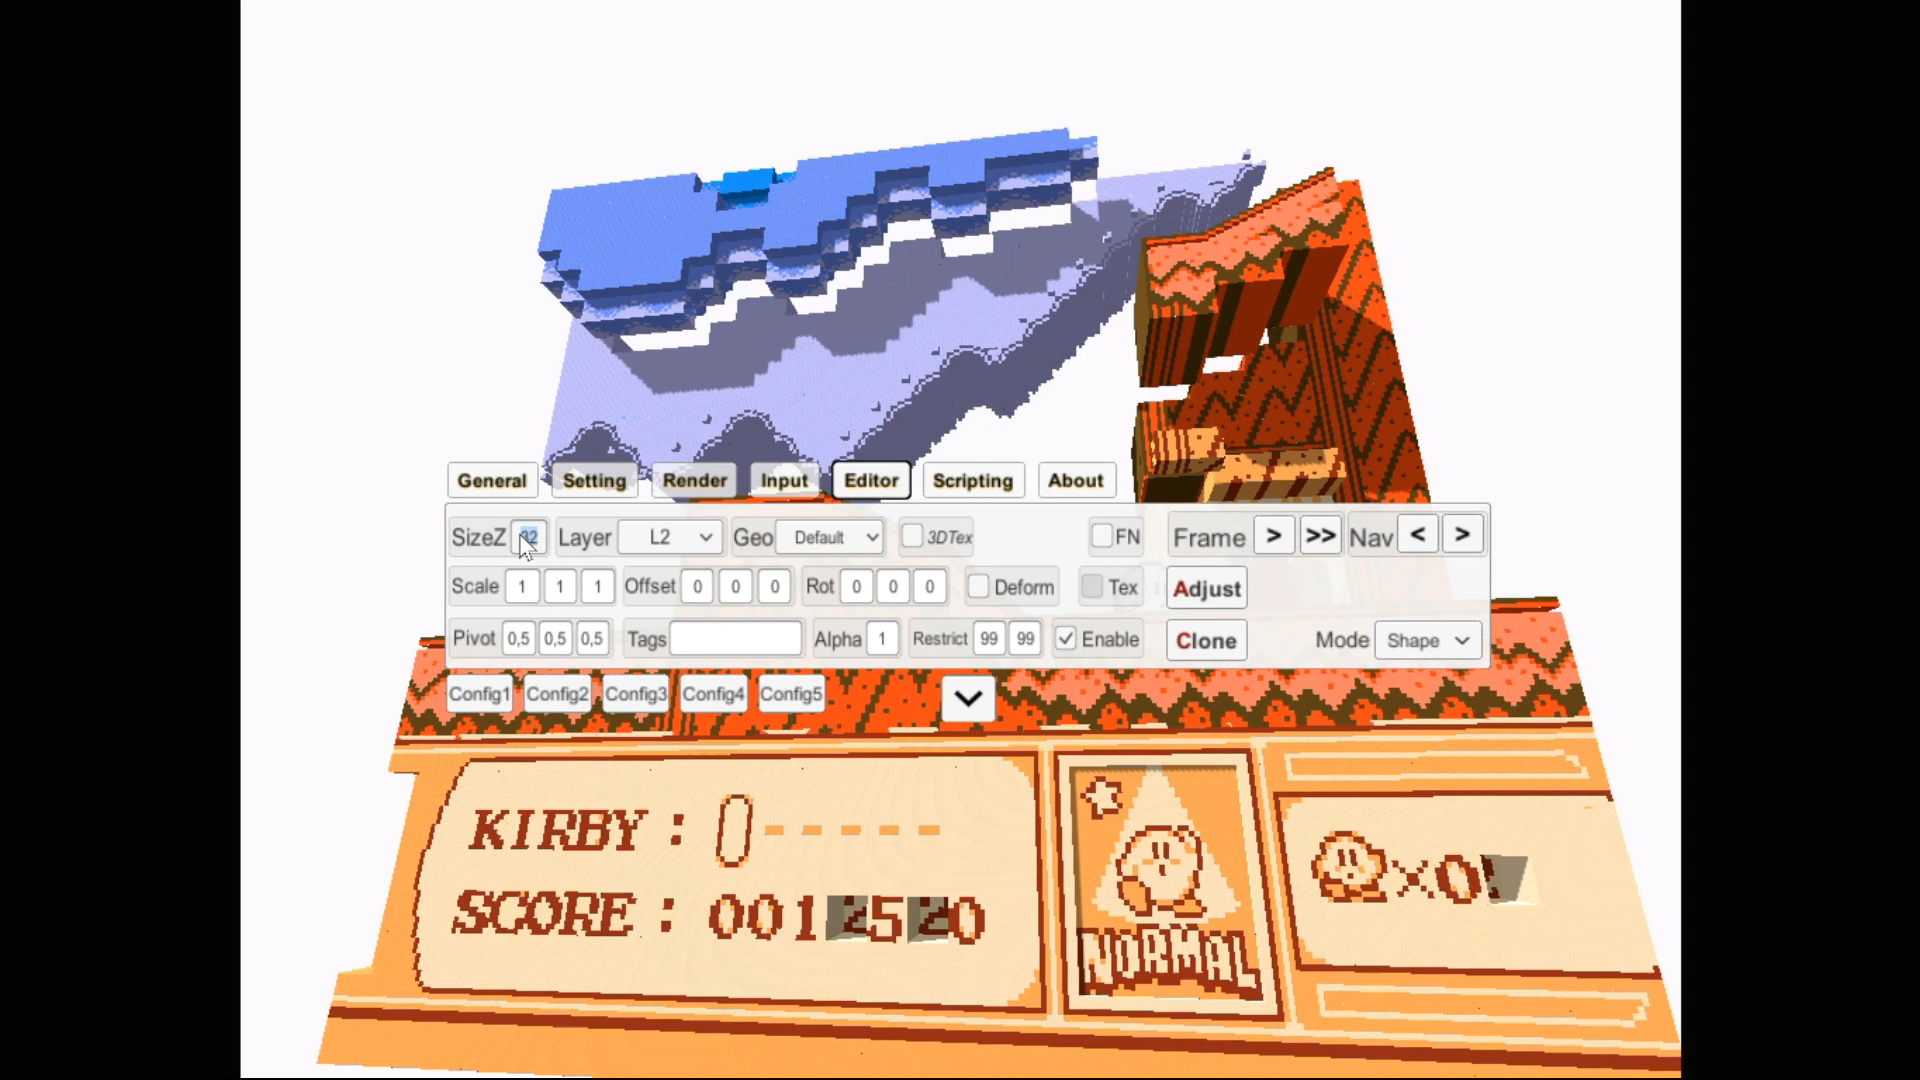 General Setting Render Input Editor Scripting About
SizeZ 32 Layer L2 Geo Default 3DTex FN Frame > >> Nav < >
Scale 1 1 1 Offset 0 0 0 Rot 0 0 0 Deform Tex Adjust
Pivot 0,5 0,5 0,5 Tags Alpha 1 Restrict 99 99 Enable Clone Mode Shape
Config1 Config2 Config3 Config4 Config5
KIRBY :
SCORE : 0012520
NORMAL
×0